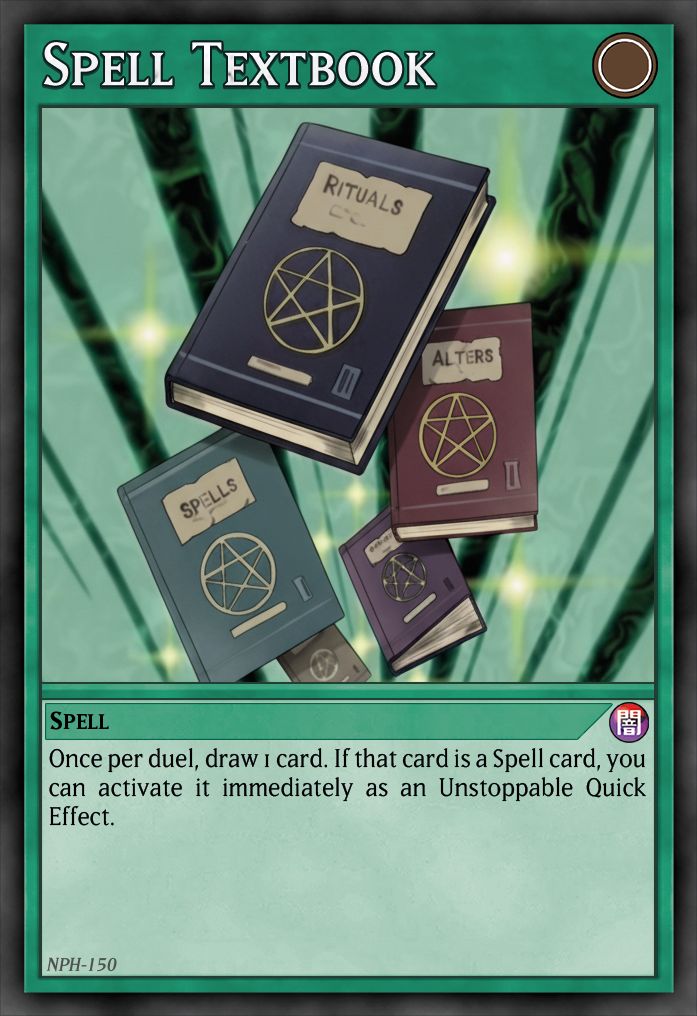 Spell Textbook
Rituals
Alters
Spells
Spell
闇
Once per duel, draw 1 card. If that card is a Spell card, you
can activate it immediately as an Unstoppable Quick
Effect.
NPH-150